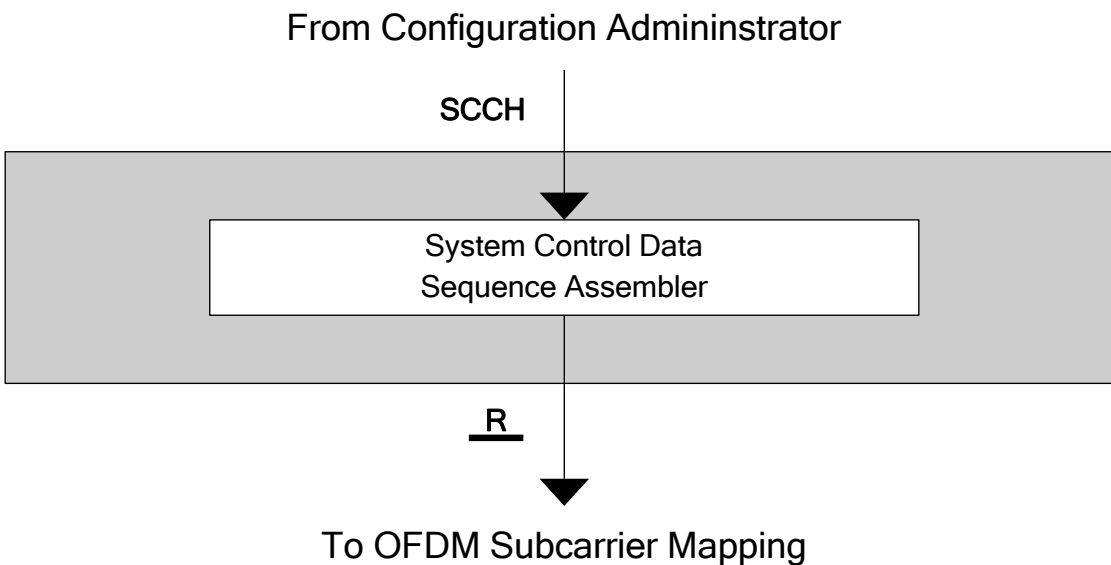 From Configuration Admininstrator
SCCH
System Control Data
Sequence Assembler
R
To OFDM Subcarrier Mapping